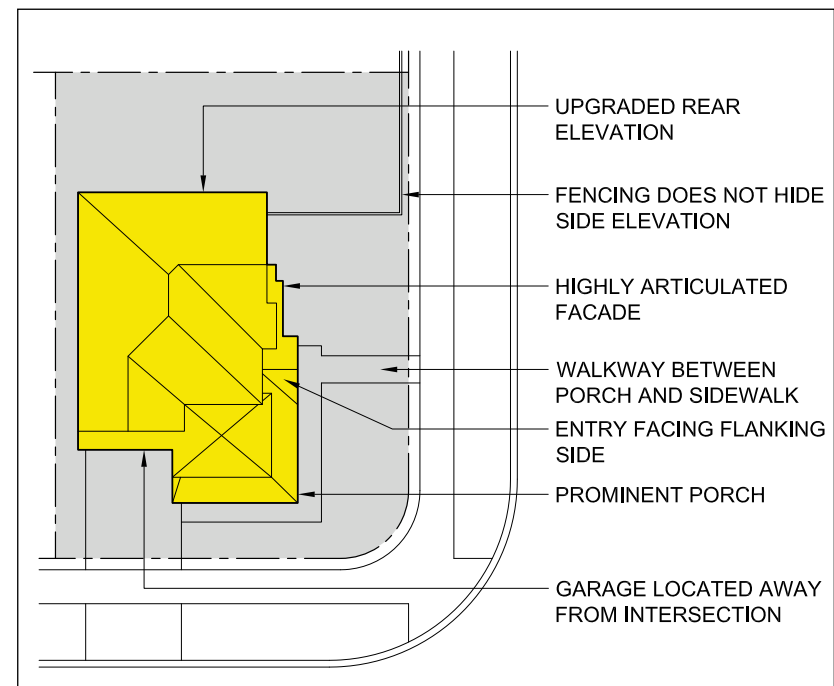 UPGRADED REAR
ELEVATION
FENCING DOES NOT HIDE
SIDE ELEVATION
HIGHLY ARTICULATED
FACADE
WALKWAY BETWEEN
PORCH AND SIDEWALK
ENTRY FACING FLANKING
SIDE
PROMINENT PORCH
GARAGE LOCATED AWAY
FROM INTERSECTION